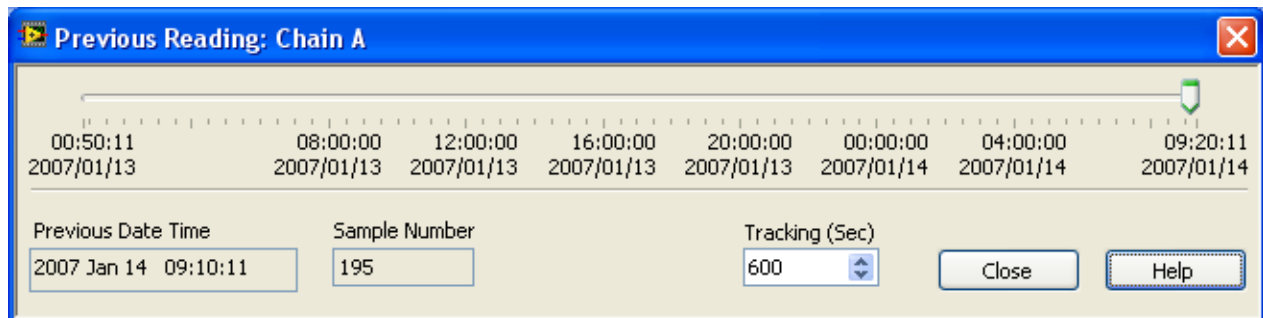 Previous Reading: Chain A
00:50:11 08:00:00 12:00:00 16:00:00 20:00:00 00:00:00 04:00:00 09:20:11
2007/01/13 2007/01/13 2007/01/13 2007/01/13 2007/01/13 2007/01/14 2007/01/14 2007/01/14
Previous Date Time Sample Number Tracking (Sec)
2007 Jan 14 09:10:11 195 600 Close Help